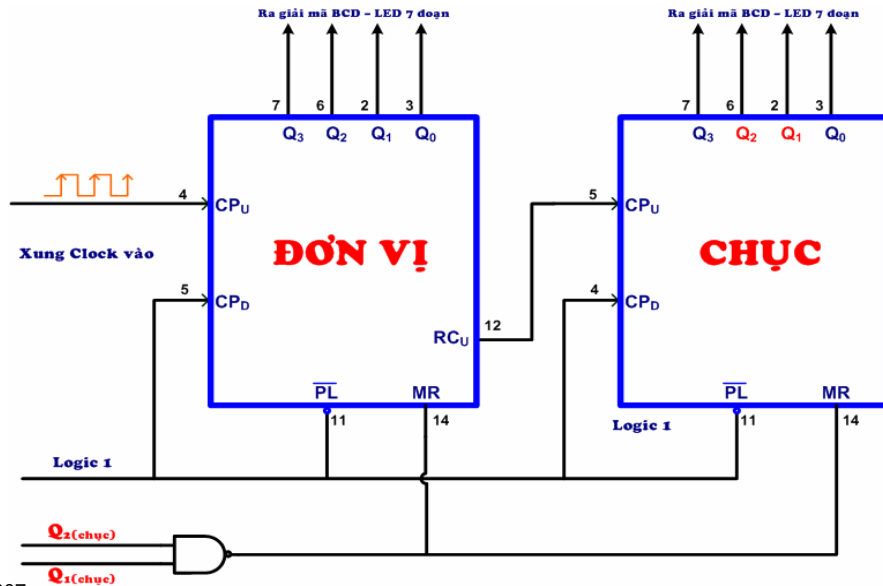 Ra giải mã BCD – LED 7 đoạn
Ra giải mã BCD – LED 7 đoạn
7 6 2 3
7 6 2 3
Q3 Q2 Q1 Q0
Q3 Q2 Q1 Q0
4
CPU
5
CPU
Xung Clock vào
ĐƠN VỊ
CHỤC
5
CPD
4
CPD
12
RCU
PL MR
PL MR
11 14
Logic 1
11 14
Logic 1
Q2(chục)
Q1(chục)